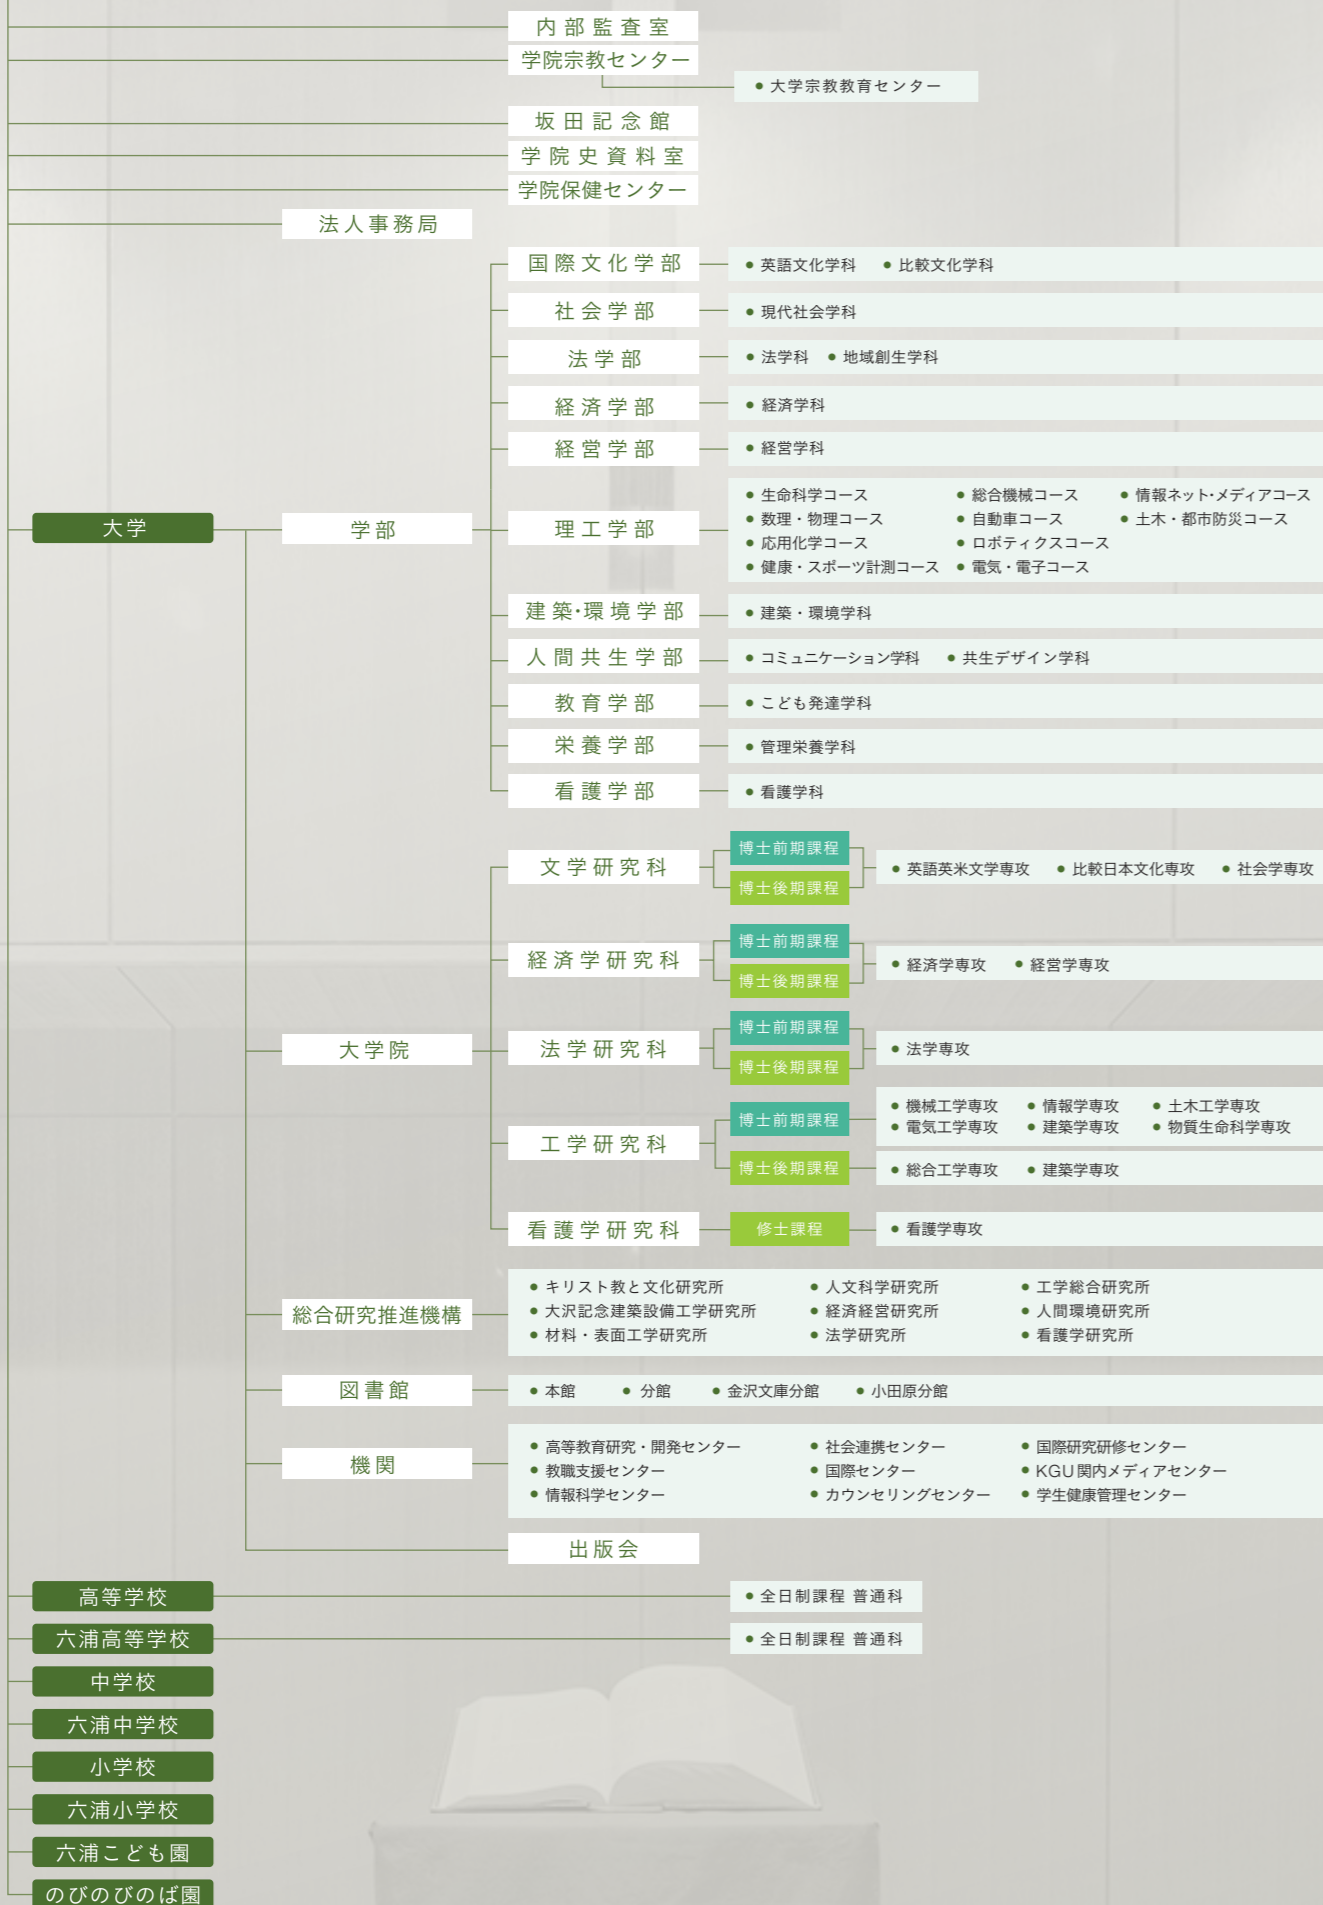 内部監査室
学院宗教センター
● 大学宗教教育センター
坂田記念館
学院史資料室
学院保健センター
法人事務局
大学
学部
国際文化学部
● 英語文化学科 ● 比較文化学科
社会学部
● 現代社会学科
法学部
● 法学科 ● 地域創生学科
経済学部
● 経済学科
経営学部
● 経営学科
理工学部
● 生命科学コース ● 総合機械コース ● 情報ネット・メディアコース
● 数理・物理コース ● 自動車コース ● 土木・都市防災コース
● 応用化学コース ● ロボティクスコース
● 健康・スポーツ計測コース ● 電気・電子コース
建築・環境学部
● 建築・環境学科
人間共生学部
● コミュニケーション学科 ● 共生デザイン学科
教育学部
● こども発達学科
栄養学部
● 管理栄養学科
看護学部
● 看護学科
大学院
文学研究科
博士前期課程
博士後期課程
● 英語英米文学専攻 ● 比較日本文化専攻 ● 社会学専攻
経済学研究科
博士前期課程
博士後期課程
● 経済学専攻 ● 経営学専攻
法学研究科
博士前期課程
博士後期課程
● 法学専攻
工学研究科
博士前期課程
● 機械工学専攻 ● 情報学専攻 ● 土木工学専攻
● 電気工学専攻 ● 建築学専攻 ● 物質生命科学専攻
博士後期課程
● 総合工学専攻 ● 建築学専攻
看護学研究科
修士課程
● 看護学専攻
総合研究推進機構
● キリスト教と文化研究所 ● 人文科学研究所 ● 工学総合研究所
● 大沢記念建築設備工学研究所 ● 経済経営研究所 ● 人間環境研究所
● 材料・表面工学研究所 ● 法学研究所 ● 看護学研究所
図書館
● 本館 ● 分館 ● 金沢文庫分館 ● 小田原分館
機関
● 高等教育研究・開発センター ● 社会連携センター ● 国際研究研修センター
● 教職支援センター ● 国際センター ● KGU関内メディアセンター
● 情報科学センター ● カウンセリングセンター ● 学生健康管理センター
出版会
高等学校
● 全日制課程 普通科
六浦高等学校
● 全日制課程 普通科
中学校
六浦中学校
小学校
六浦小学校
六浦こども園
のびのびのば園